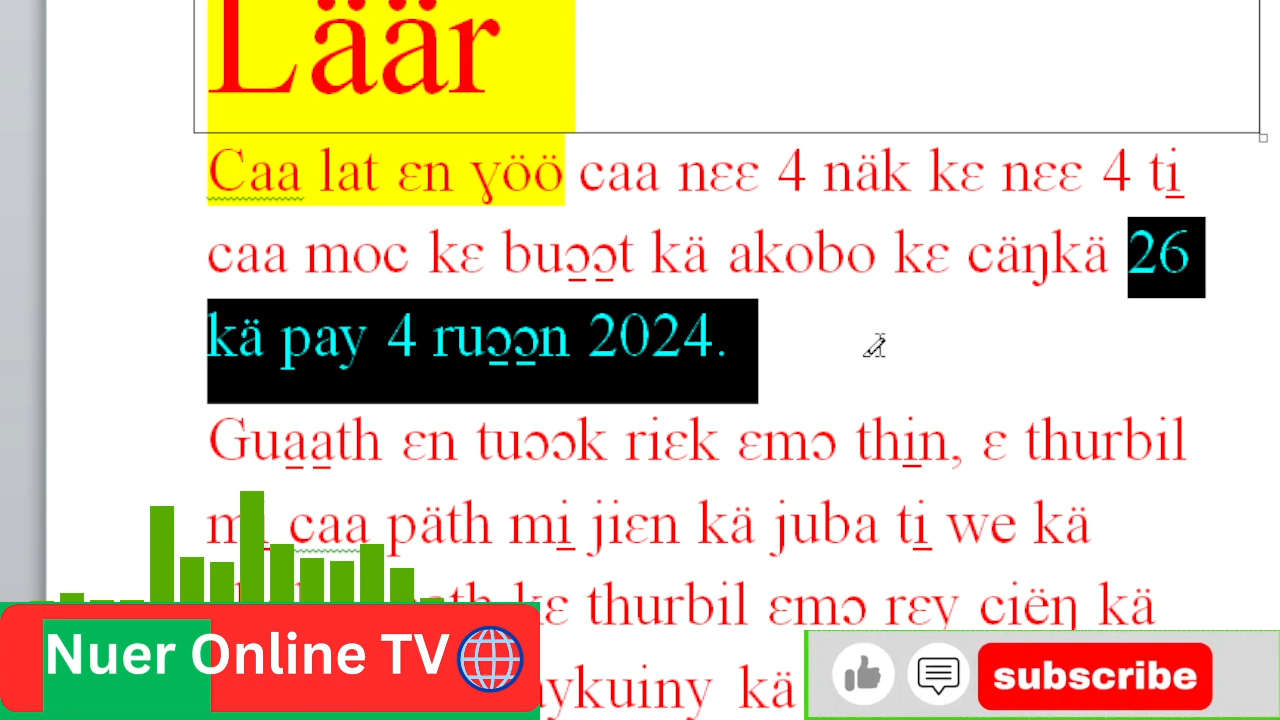 Läär
Caa lat ɛn ɣöö caa nɛɛ 4 näk kɛ nɛɛ 4 ti̱
caa moc kɛ buɔ̱ɔ̱t kä akobo kɛ cäŋkä 26
kä pay 4 ruɔ̱ɔ̱n 2024.
Gua̱a̱th ɛn tuɔɔk riɛk ɛmɔ thi̱n, ɛ thurbil
mi̱ caa päth mi̱ jiɛn kä juba ti̱ we kä
kɛ thurbil ɛmɔ rɛy ciëŋ kä
kä
Nuer Online TV
subscribe